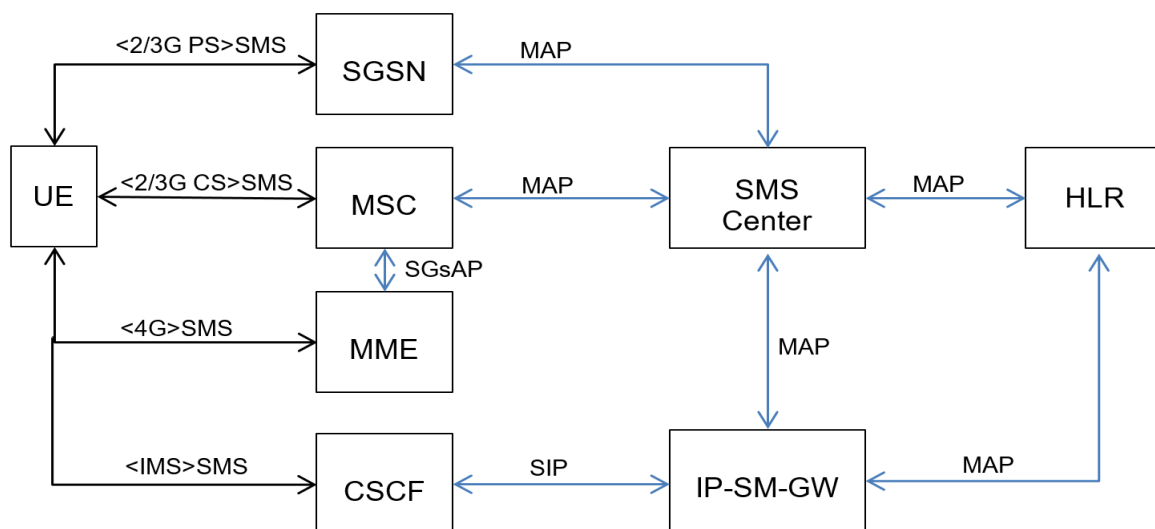 <2/3G PS>SMS
SGSN
MAP
UE
<2/3G CS>SMS
MSC
MAP
SMS
Center
MAP
HLR
SGsAP
<4G>SMS
MME
MAP
<IMS>SMS
CSCF
SIP
IP-SM-GW
MAP